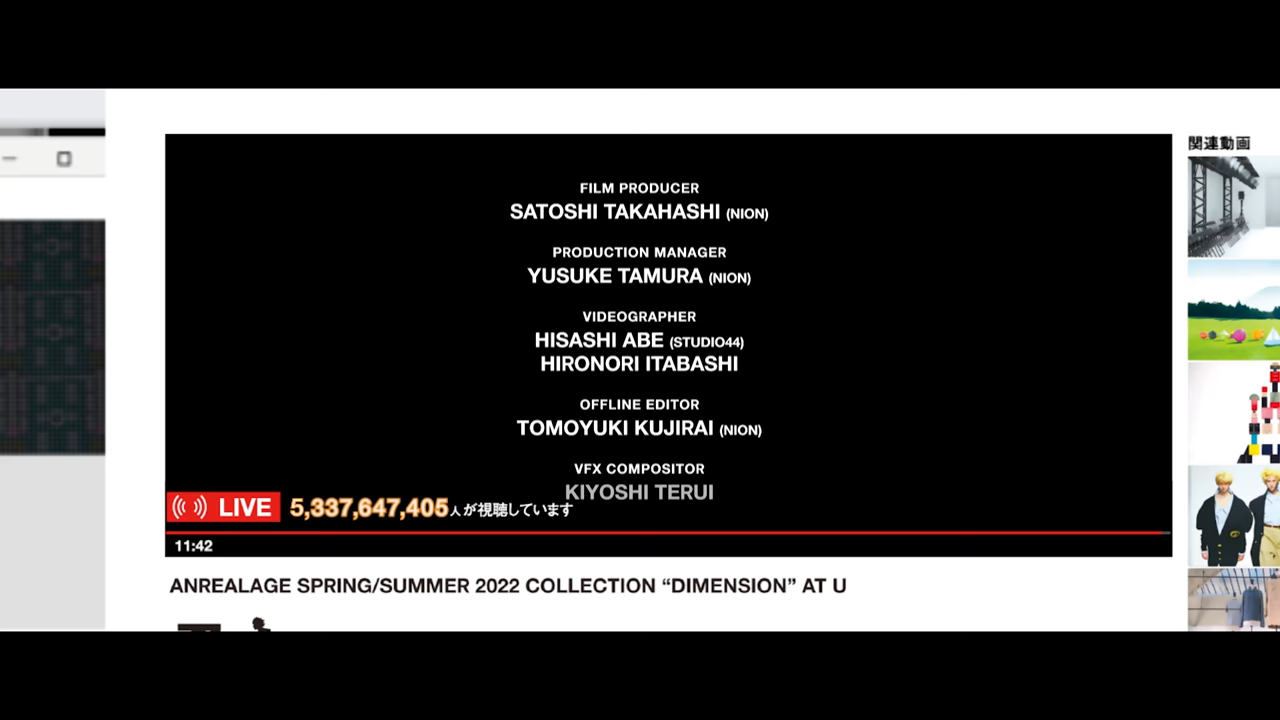 関連動画
FILM PRODUCER
SATOSHI TAKAHASHI (NION)
PRODUCTION MANAGER
YUSUKE TAMURA (NION)
VIDEOGRAPHER
HISASHI ABE (STUDIO44)
HIRONORI ITABASHI
OFFLINE EDITOR
TOMOYUKI KUJIRAI (NION)
VFX COMPOSITOR
KIYOSHI TERUI
LIVE 5,337,647,405人が視聴しています
11:42
ANREALAGE SPRING/SUMMER 2022 COLLECTION “DIMENSION” AT U